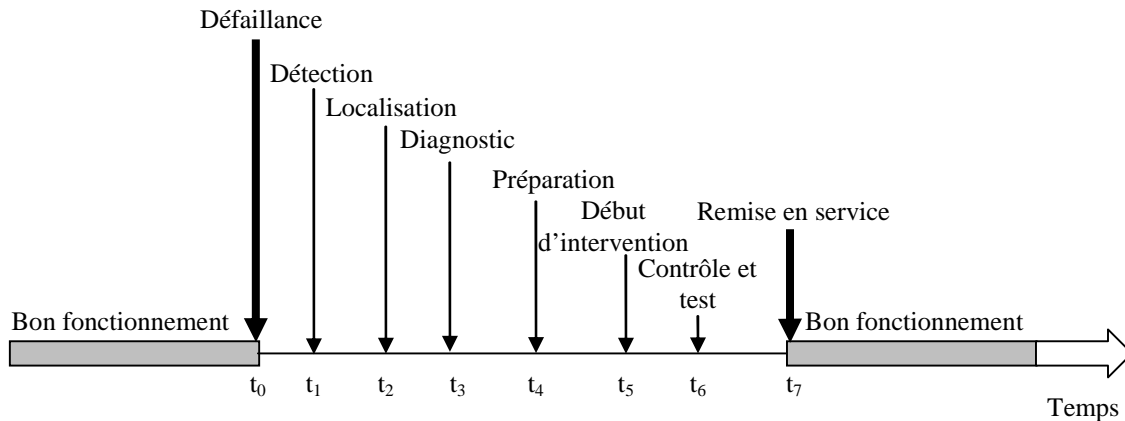 Défaillance
Détection
Localisation
Diagnostic
Préparation
Début
d’intervention
Remise en service
Contrôle et
test
Bon fonctionnement
Bon fonctionnement
t₀ t₁ t₂ t₃ t₄ t₅ t₆ t₇
Temps